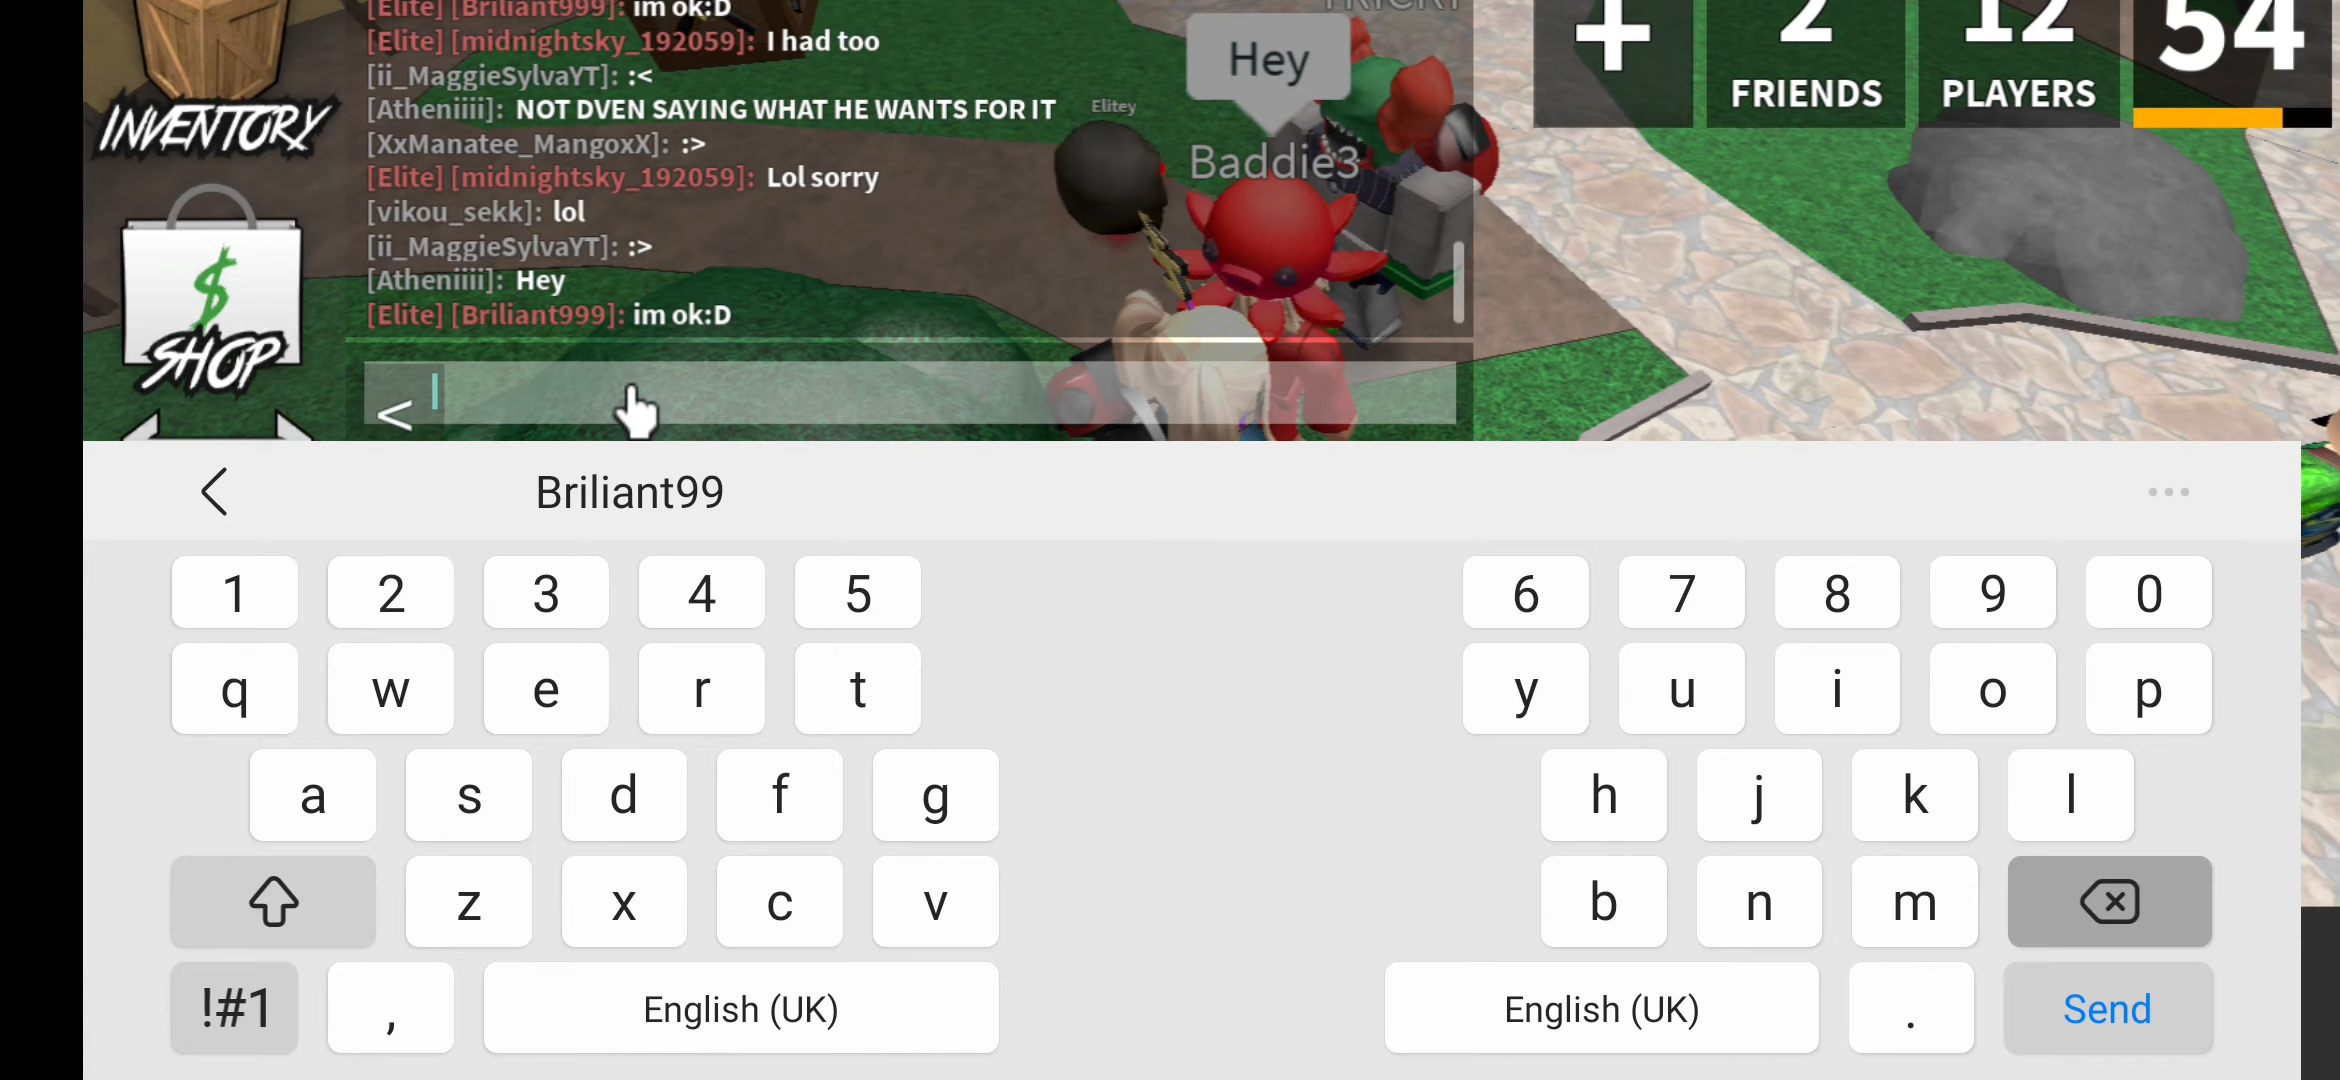 [Elite] [Briliant999]: im ok:D
[Elite] [midnightsky_192059]: I had too
[ii_MaggieSylvaYT]: :<
[Atheniiii]: NOT DVEN SAYING WHAT HE WANTS FOR IT
[XxManatee_MangoxX]: :>
[Elite] [midnightsky_192059]: Lol sorry
[vikou_sekk]: lol
[ii_MaggieSylvaYT]: :>
[Atheniiii]: Hey
[Elite] [Briliant999]: im ok:D
<
INVENTORY
$
SHOP
Hey
Elitey
Baddie3
+
2
FRIENDS
12
PLAYERS
54
Briliant99
1 2 3 4 5 6 7 8 9 0
q w e r t y u i o p
a s d f g h j k l
z x c v b n m
!#1 , English (UK) English (UK) . Send